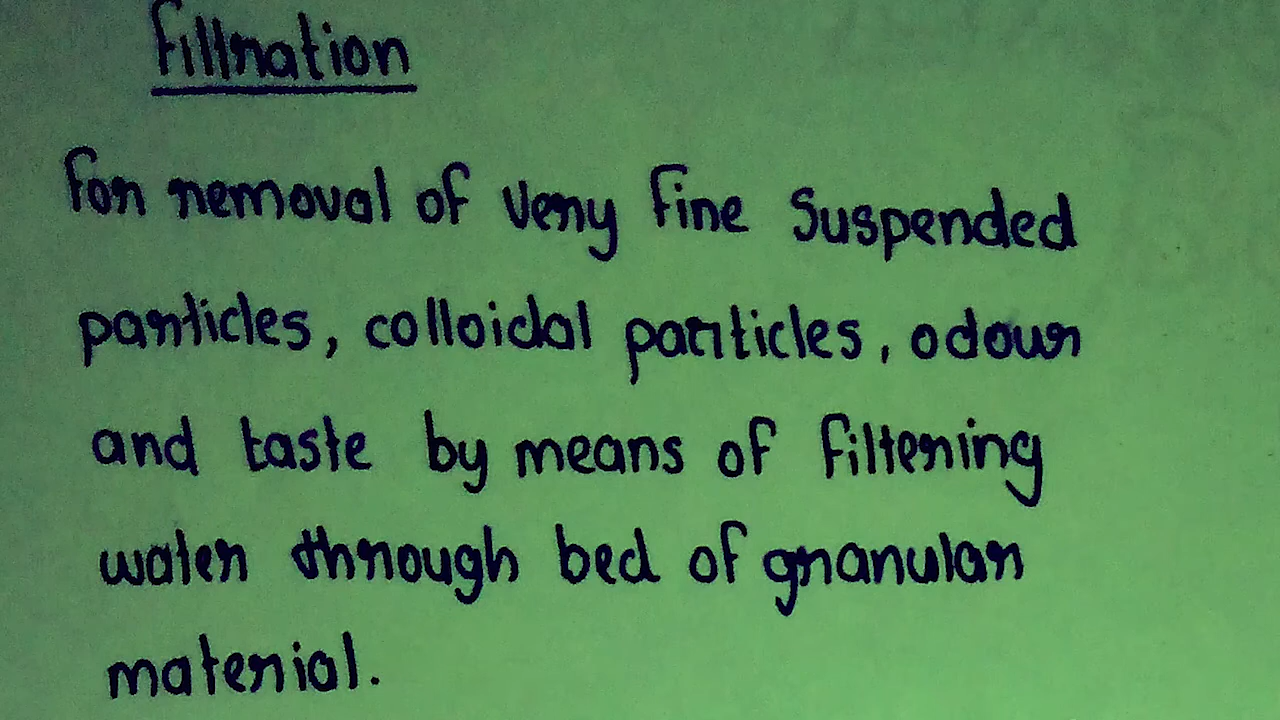 Filtration
For removal of very fine suspended
particles, colloidal particles, odour
and taste by means of filtering
water through bed of granular
material.